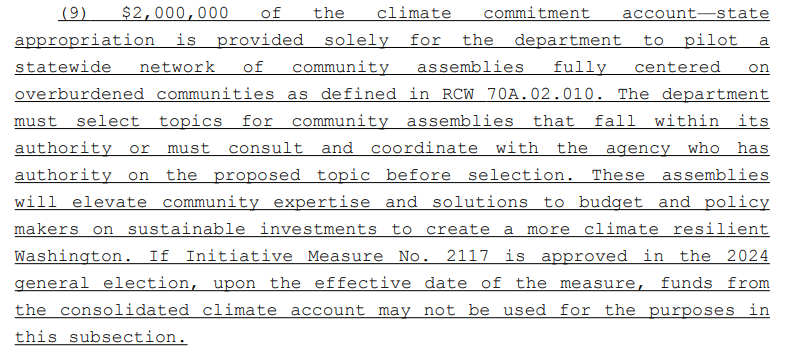 (9) $2,000,000 of the climate commitment account—state
appropriation is provided solely for the department to pilot a
statewide network of community assemblies fully centered on
overburdened communities as defined in RCW 70A.02.010. The department
must select topics for community assemblies that fall within its
authority or must consult and coordinate with the agency who has
authority on the proposed topic before selection. These assemblies
will elevate community expertise and solutions to budget and policy
makers on sustainable investments to create a more climate resilient
Washington. If Initiative Measure No. 2117 is approved in the 2024
general election, upon the effective date of the measure, funds from
the consolidated climate account may not be used for the purposes in
this subsection.